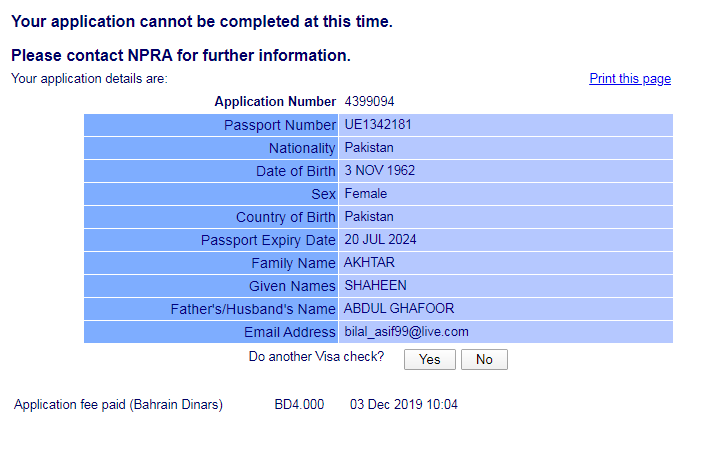 Your application cannot be completed at this time.
Please contact NPRA for further information.
Your application details are: Print this page
Application Number 4399094
Passport Number UE1342181
Nationality Pakistan
Date of Birth 3 NOV 1962
Sex Female
Country of Birth Pakistan
Passport Expiry Date 20 JUL 2024
Family Name AKHTAR
Given Names SHAHEEN
Father's/Husband's Name ABDUL GHAFOOR
Email Address bilal_asif99@live.com
Do another Visa check? Yes No
Application fee paid (Bahrain Dinars) BD4.000 03 Dec 2019 10:04